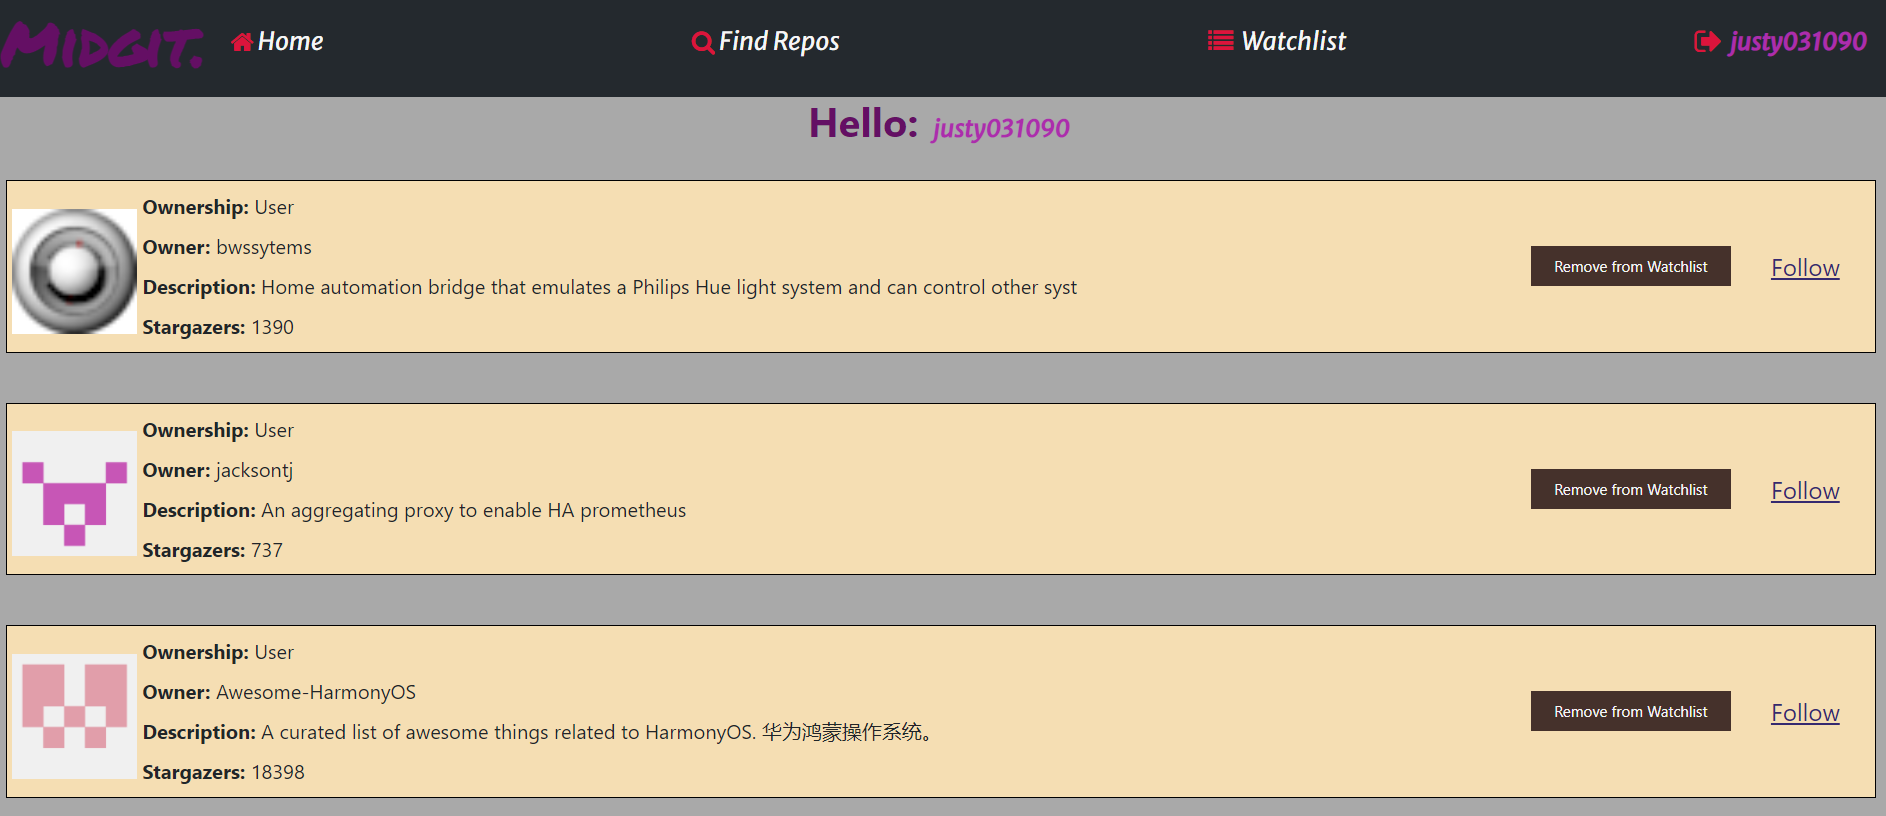 Midgit. Home Find Repos Watchlist justy031090
Hello: justy031090
Ownership: User
Owner: bwssytems
Description: Home automation bridge that emulates a Philips Hue light system and can control other syst
Stargazers: 1390
Remove from Watchlist Follow
Ownership: User
Owner: jacksontj
Description: An aggregating proxy to enable HA prometheus
Stargazers: 737
Remove from Watchlist Follow
Ownership: User
Owner: Awesome-HarmonyOS
Description: A curated list of awesome things related to HarmonyOS. 华为鸿蒙操作系统。
Stargazers: 18398
Remove from Watchlist Follow